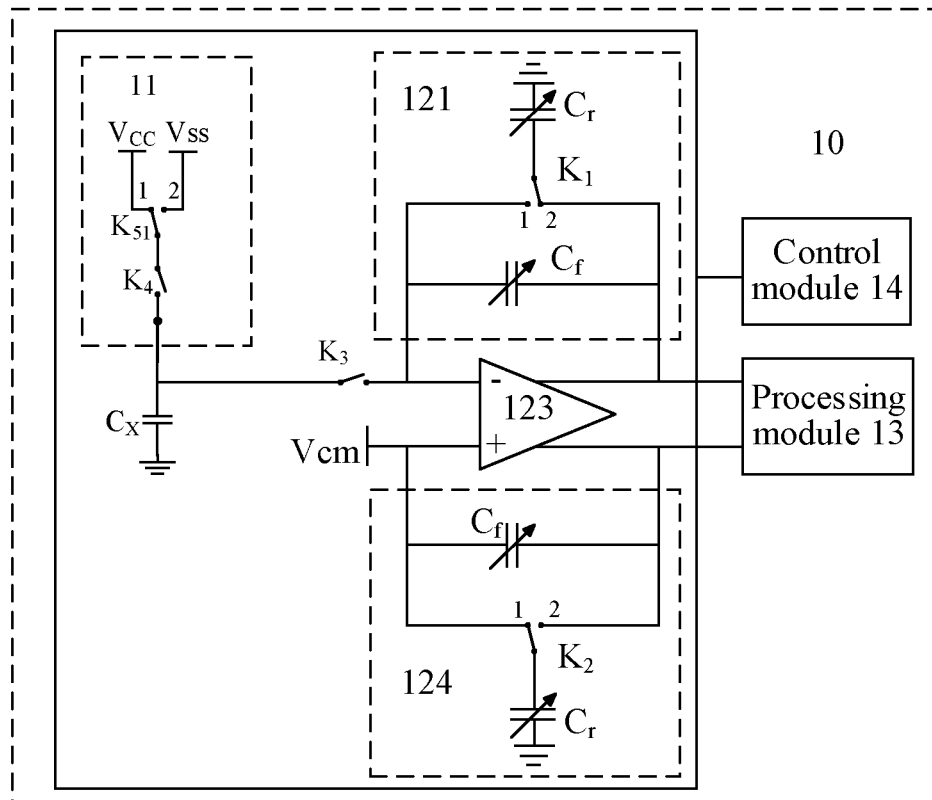 11
V_CC V_SS
1 2
K_51
K_4
C_X
K_3
Vcm
121
C_r
K_1
1 2
C_f
-
123
+
C_f
1 2
K_2
124
C_r
10
Control
module 14
Processing
module 13